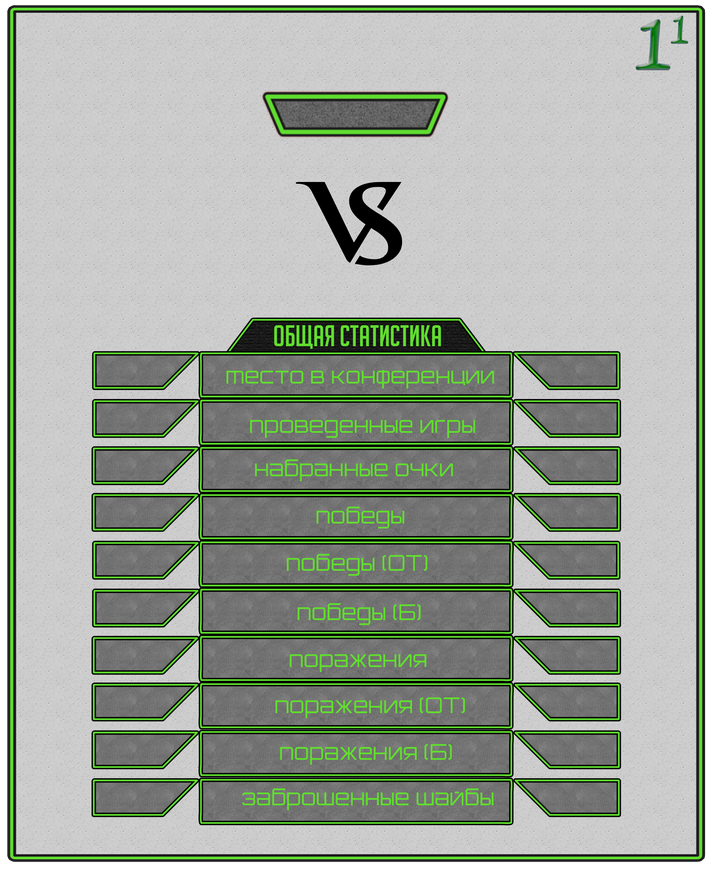 1¹
VS
ОБЩАЯ СТАТИСТИКА
место в конференции
проведенные игры
набранные очки
победы
победы (ОТ)
победы (Б)
поражения
поражения (ОТ)
поражения (Б)
заброшенные шайбы